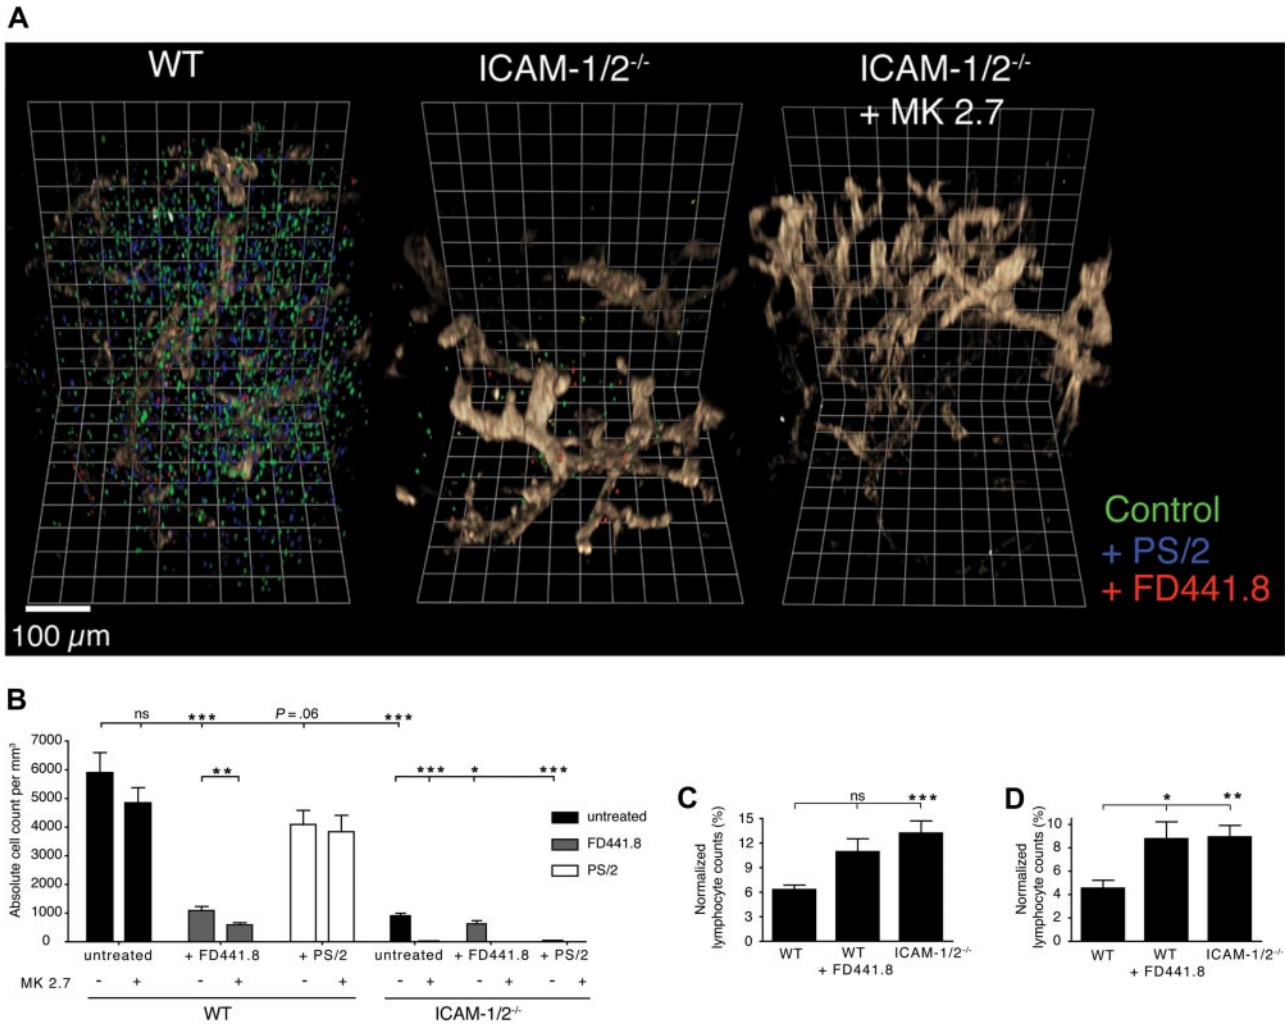 A
WT
ICAM-1/2-/-
ICAM-1/2-/-
+ MK 2.7
Control
+ PS/2
+ FD441.8
100 µm
B
ns
***
P = .06
***
**
***
*
***
Absolute cell count per mm³
7000
6000
5000
4000
3000
2000
1000
0
untreated
FD441.8
PS/2
untreated + FD441.8 + PS/2 untreated + FD441.8 + PS/2
MK 2.7 - + - + - + - + - + - +
WT ICAM-1/2-/-
C
ns
***
Normalized
lymphocyte counts (%)
15
12
9
6
3
0
WT WT ICAM-1/2-/-
+ FD441.8
D
*
**
Normalized
lymphocyte counts (%)
10
8
6
4
2
0
WT WT ICAM-1/2-/-
+ FD441.8